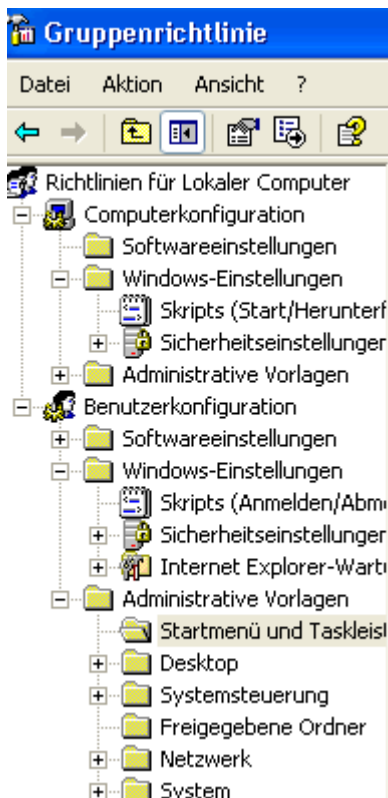 Gruppenrichtlinie
Datei Aktion Ansicht ?
Richtlinien für Lokaler Computer
Computerkonfiguration
Softwareeinstellungen
Windows-Einstellungen
Skripts (Start/Herunterf
Sicherheitseinstellunger
Administrative Vorlagen
Benutzerkonfiguration
Softwareeinstellungen
Windows-Einstellungen
Skripts (Anmelden/Abm
Sicherheitseinstellunger
Internet Explorer-Wart
Administrative Vorlagen
Startmenü und Taskleis
Desktop
Systemsteuerung
Freigegebene Ordner
Netzwerk
System